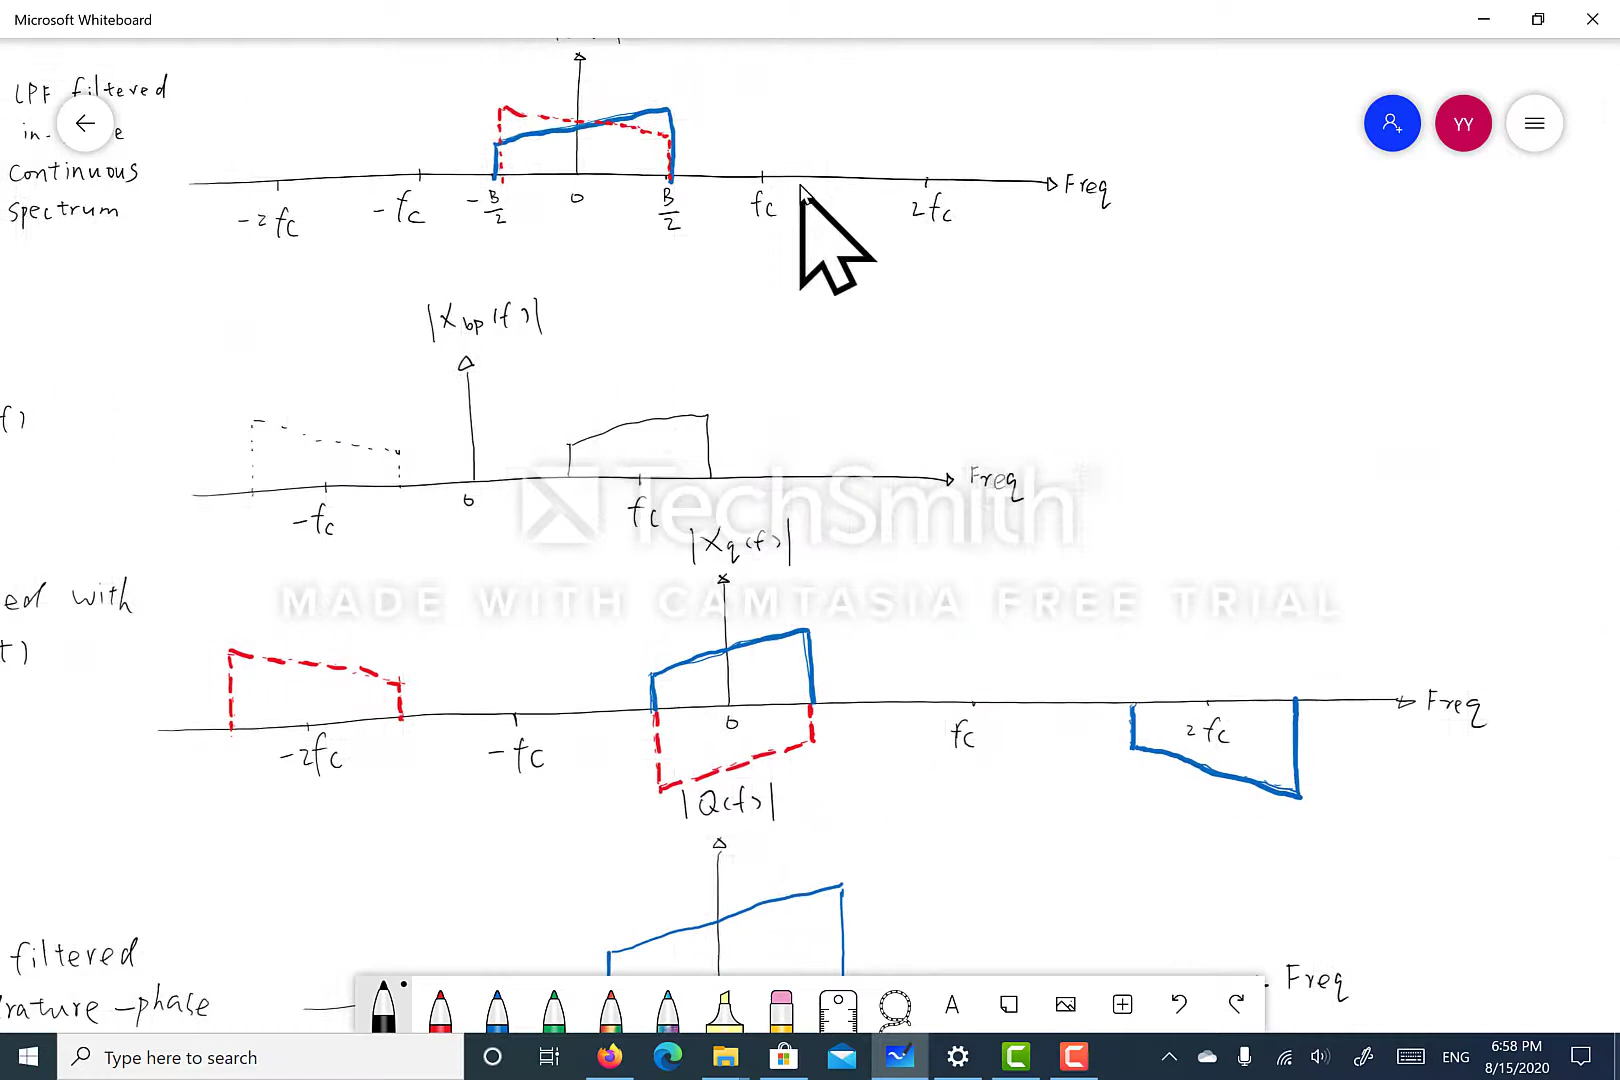 Microsoft Whiteboard
LPF filtered
in- e
continuous
spectrum
-2fc
-fc
-B/2
0
B/2
fc
2fc
Freq
YY
|Xbp(f)|
f)
-fc
0
fc
Freq
TechSmith
MADE WITH CAMTASIA FREE TRIAL
|Xq(f)|
ed with
t)
-2fc
-fc
0
fc
2fc
Freq
|Q(f)|
filtered
rature-phase
Freq
A
Type here to search
ENG
6:58 PM
8/15/2020